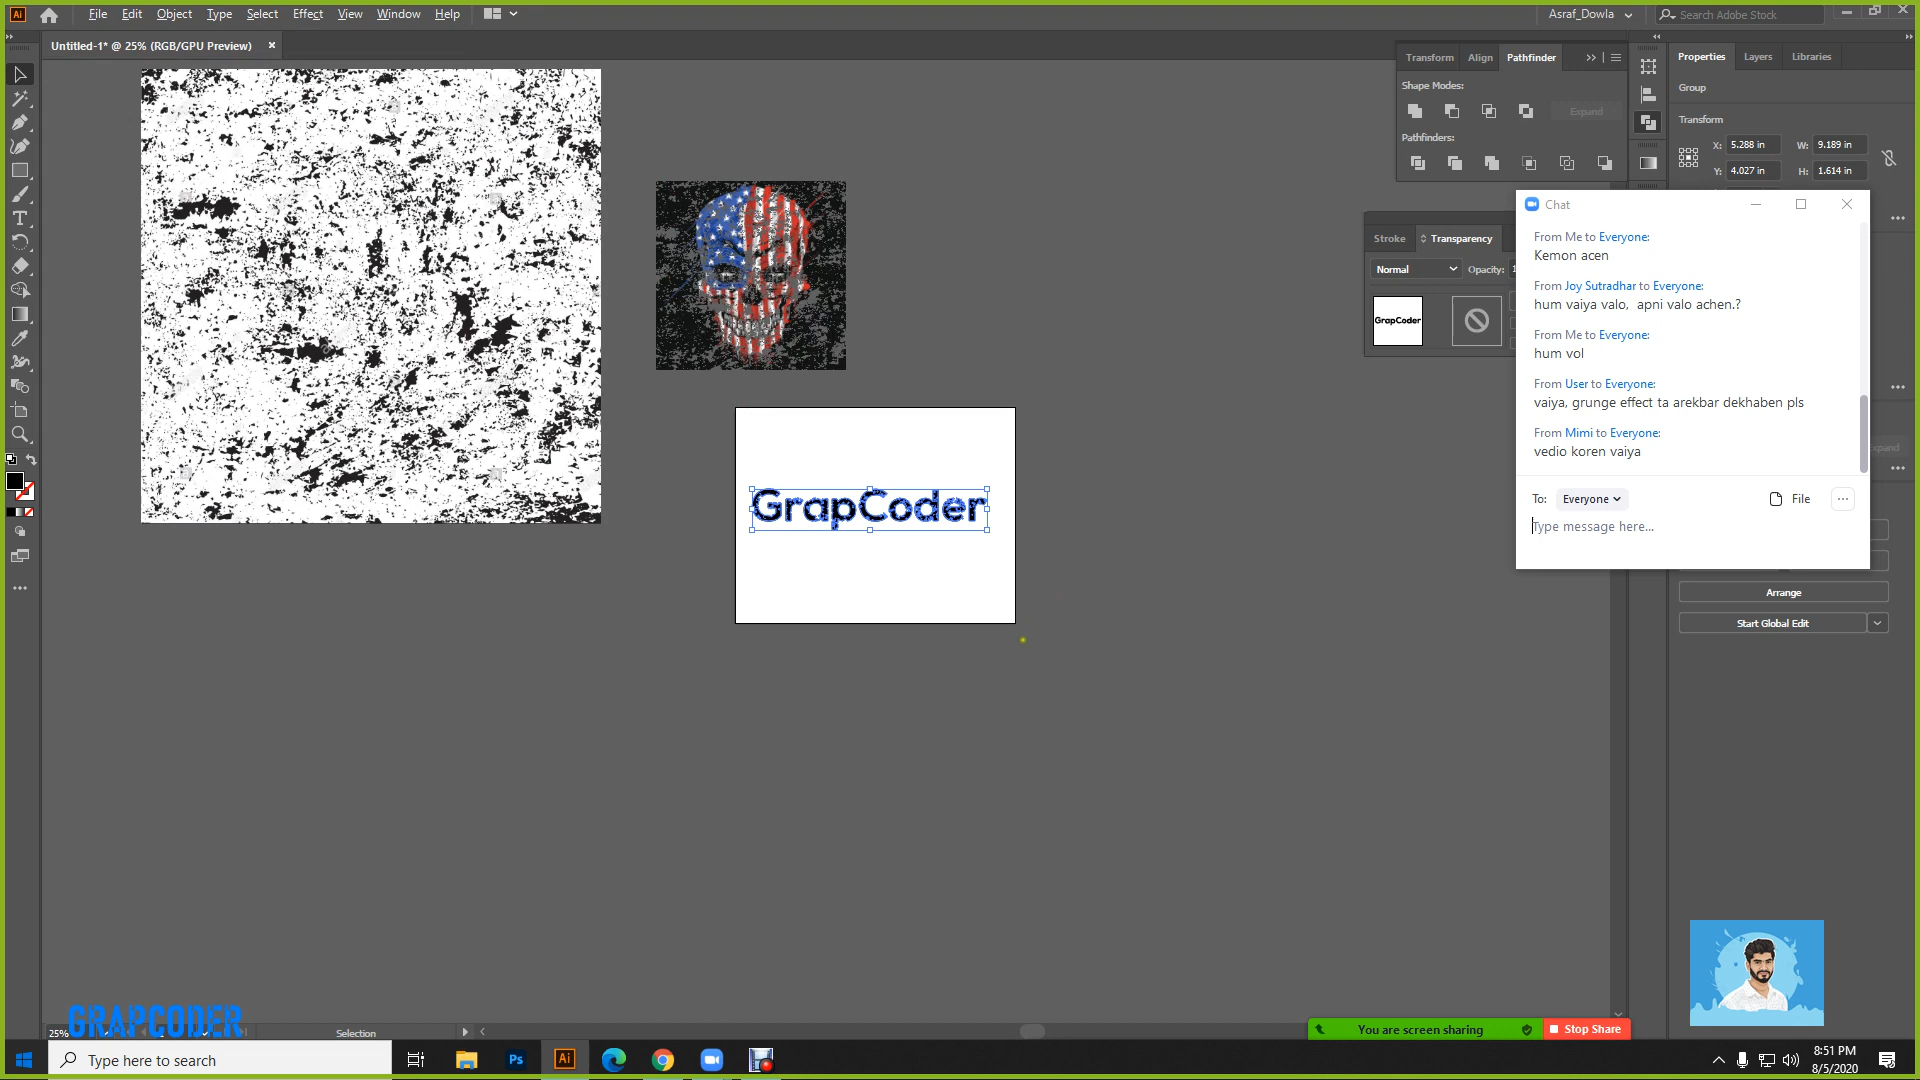 Ai File Edit Object Type Select Effect View Window Help
Asraf_Dowla
Search Adobe Stock
Untitled-1* @ 25% (RGB/GPU Preview)
Transform Align Pathfinder
Shape Modes:
Expand
Pathfinders:
Properties Layers Libraries
Group
Transform
X: 5.288 in W: 9.189 in
Y: 4.027 in H: 1.614 in
Stroke Transparency
Normal Opacity: 1
GrapCoder
GrapCoder
Chat
From Me to Everyone:
Kemon acen
From Joy Sutradhar to Everyone:
hum vaiya valo, apni valo achen.?
From Me to Everyone:
hum vol
From User to Everyone:
vaiya, grunge effect ta arekbar dekhaben pls
From Mimi to Everyone:
vedio koren vaiya
To: Everyone File
Type message here...
Arrange
Start Global Edit
GRAPCODER
25%
Selection
You are screen sharing Stop Share
Type here to search
Ps
Ai
8:51 PM
8/5/2020